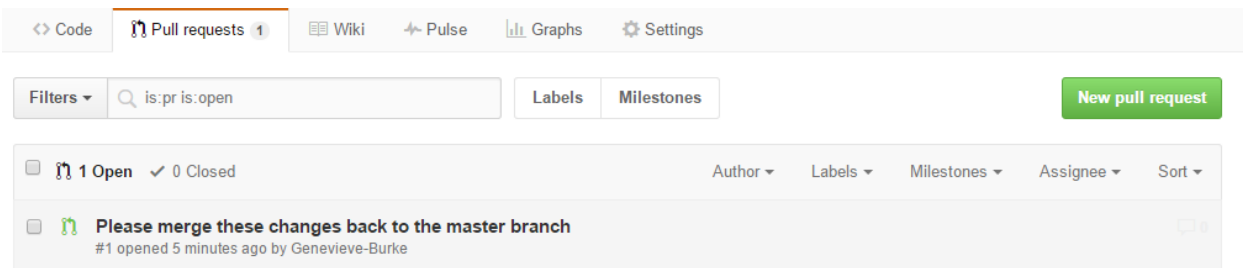 Code Pull requests 1 Wiki Pulse Graphs Settings
Filters is:pr is:open Labels Milestones New pull request
1 Open 0 Closed Author Labels Milestones Assignee Sort
Please merge these changes back to the master branch 0
#1 opened 5 minutes ago by Genevieve-Burke